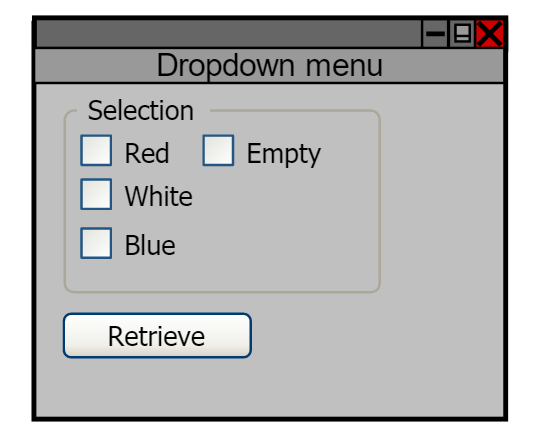 Dropdown menu
Selection
Red Empty
White
Blue
Retrieve